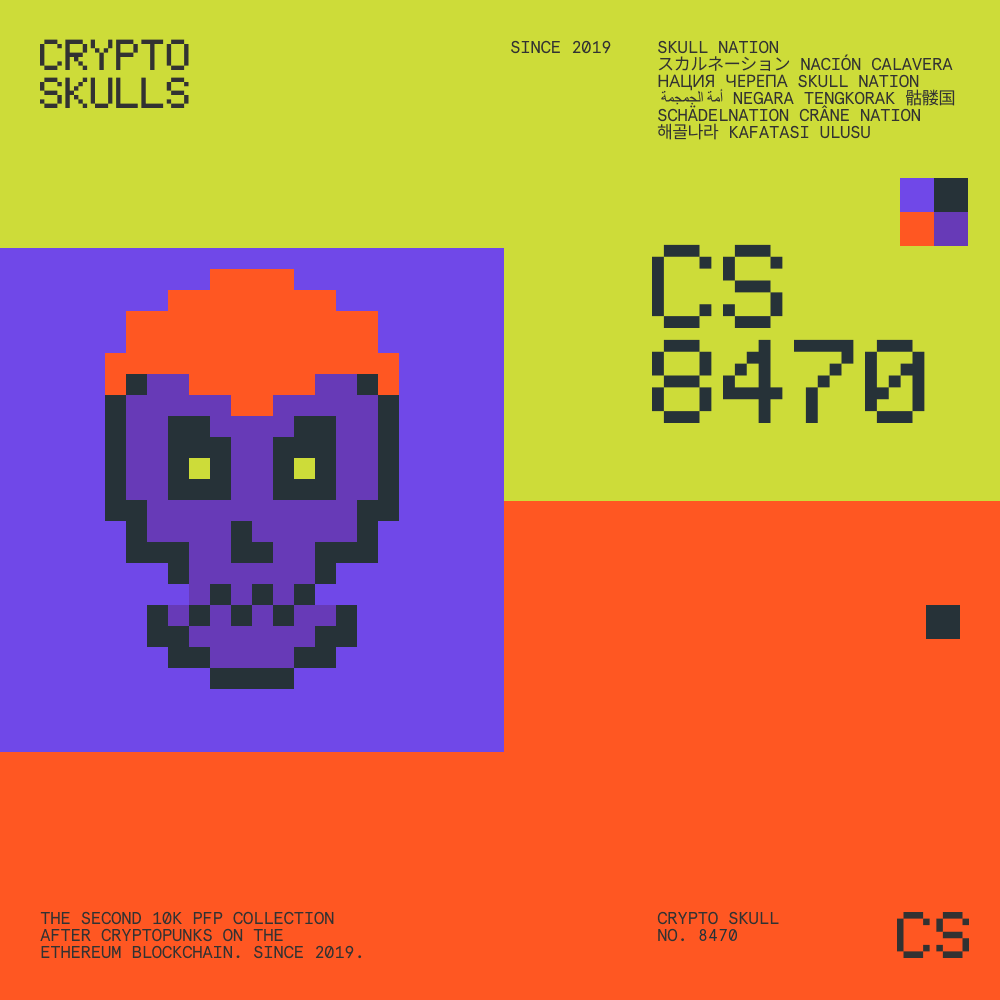 CRYPTO
SKULLS
SINCE 2019
SKULL NATION
スカルネーション NACIÓN CALAVERA
НАЦИЯ ЧЕРЕПА SKULL NATION
أمة الجمجمة NEGARA TENGKORAK 骷髅国
SCHÄDELNATION CRÂNE NATION
해골나라 KAFATASI ULUSU
CS
8470
THE SECOND 10K PFP COLLECTION
AFTER CRYPTOPUNKS ON THE
ETHEREUM BLOCKCHAIN. SINCE 2019.
CRYPTO SKULL
NO. 8470
CS